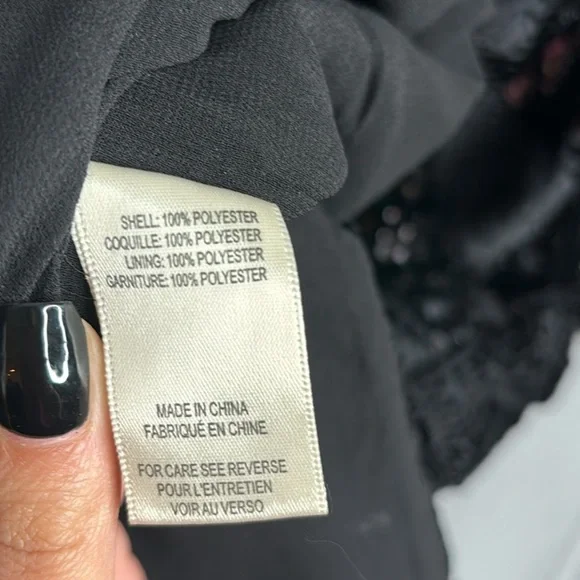 SHELL: 100% POLYESTER
COQUILLE: 100% POLYESTER
LINING: 100% POLYESTER
GARNITURE: 100% POLYESTER
MADE IN CHINA
FABRIQUÉ EN CHINE
FOR CARE SEE REVERSE
POUR L'ENTRETIEN
VOIR AU VERSO